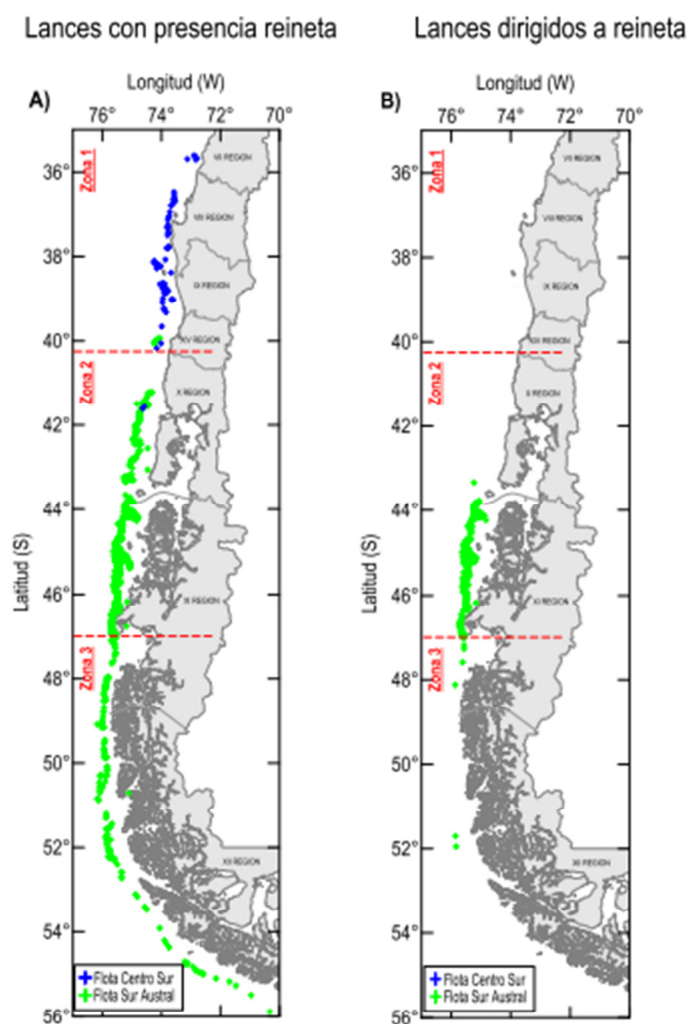 Lances con presencia reineta
Lances dirigidos a reineta
A)
Longitud (W)
76° 74° 72° 70°
36°
38°
40°
42°
44°
46°
48°
50°
52°
54°
56°
Latitud (S)
Zona 1
Zona 2
Zona 3
VII REGION
VIII REGION
IX REGION
XIV REGION
X REGION
XI REGION
XII REGION
Flota Centro Sur
Flota Sur Austral
B)
Longitud (W)
76° 74° 72° 70°
36°
38°
40°
42°
44°
46°
48°
50°
52°
54°
56°
Latitud (S)
Zona 1
Zona 2
Zona 3
VII REGION
VIII REGION
IX REGION
X REGION
XI REGION
Flota Centro Sur
Flota Sur Austral